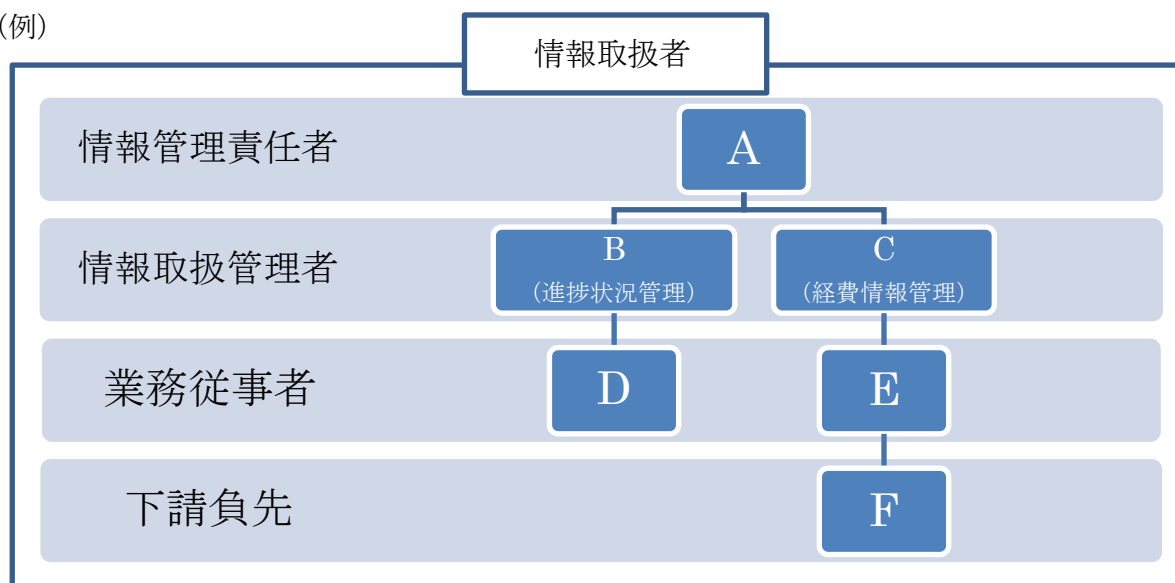 (例)
情報取扱者
情報管理責任者
A
情報取扱管理者
B
(進捗状況管理)
C
(経費情報管理)
業務従事者
D
E
下請負先
F